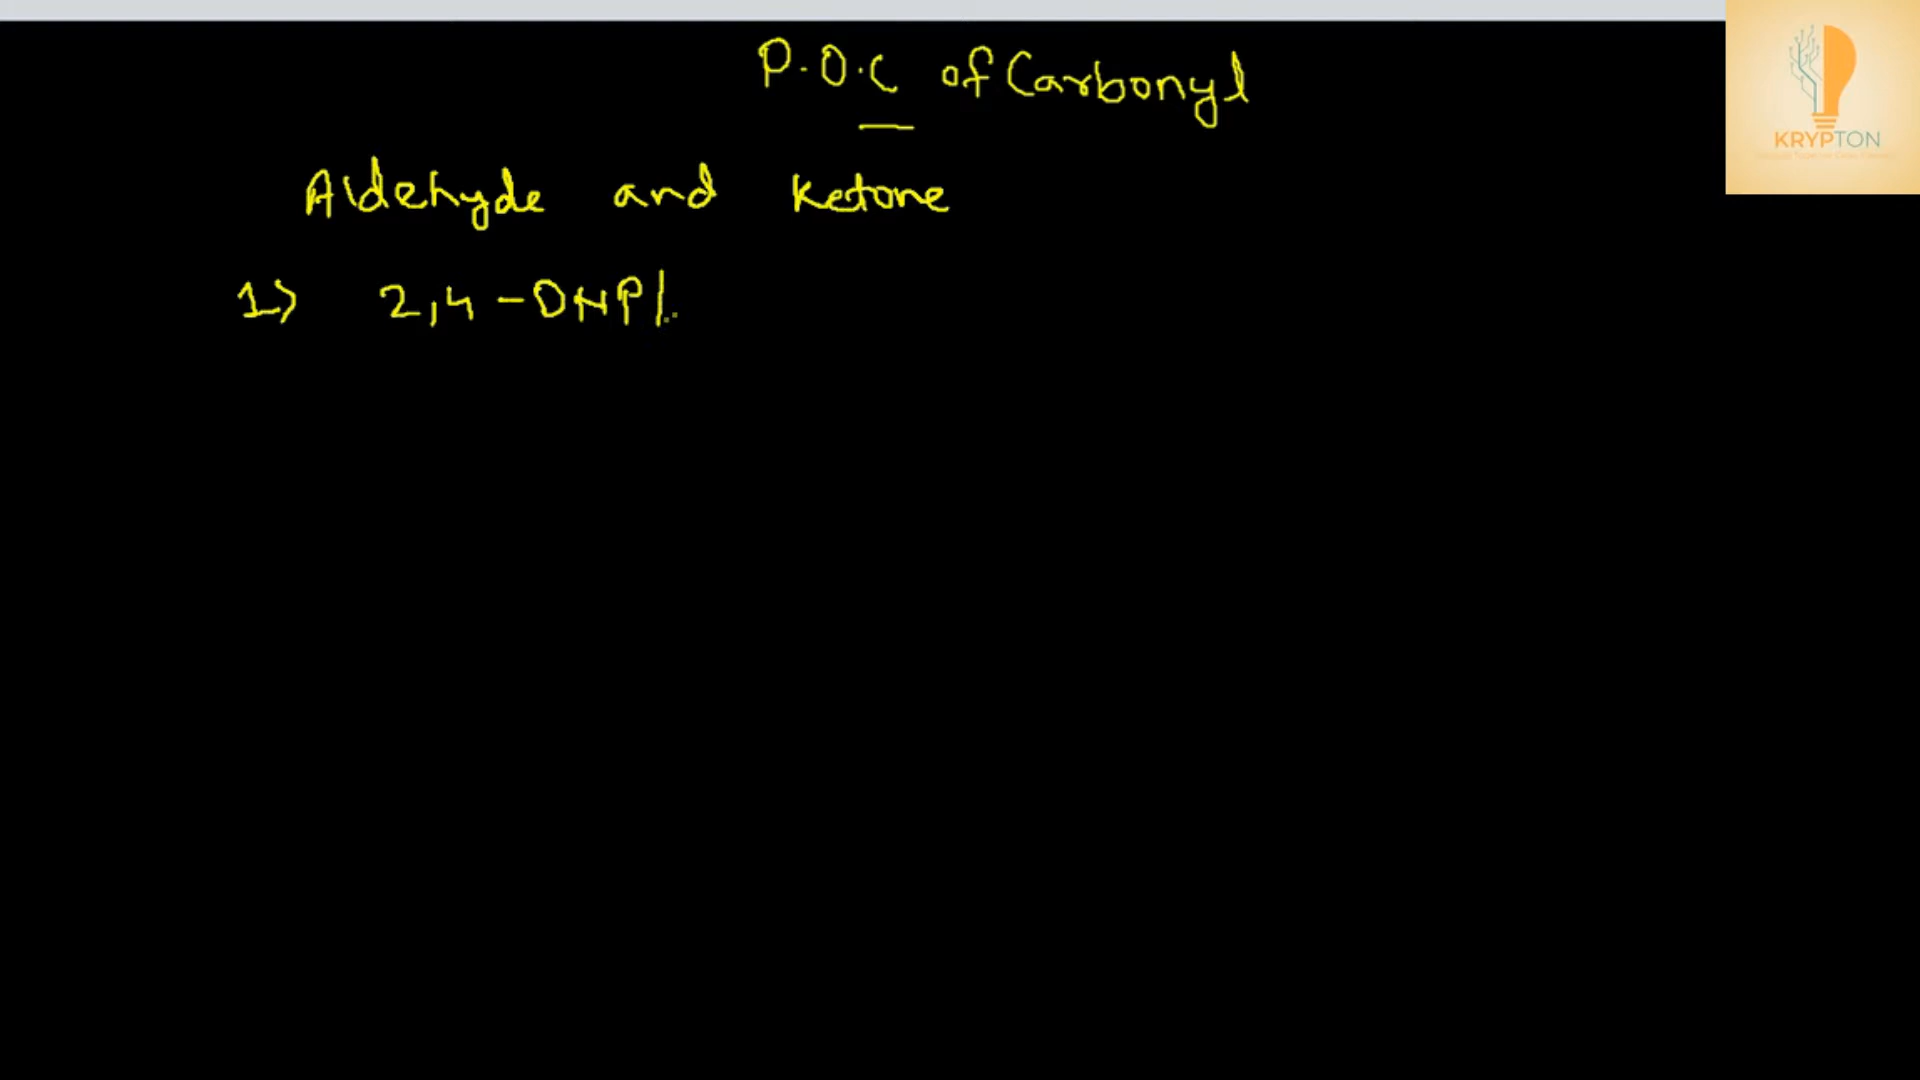 P.O.C of Carbonyl
KRYPTON
Aldehyde and Ketone
1) 2,4-DNP